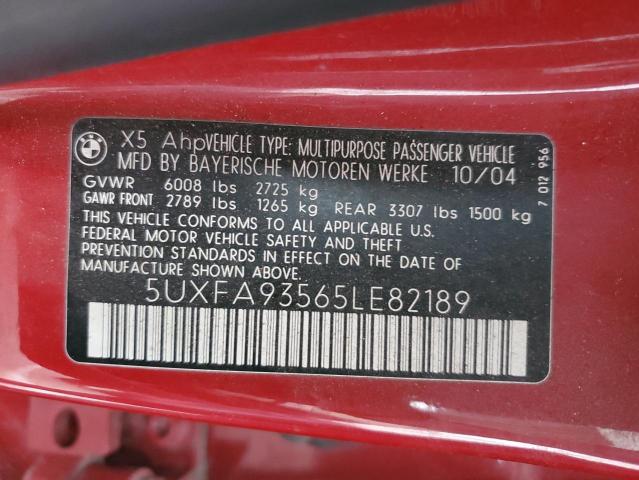 X5 AhpVEHICLE TYPE: MULTIPURPOSE PASSENGER VEHICLE
MFD BY BAYERISCHE MOTOREN WERKE 10/04
GVWR 6008 lbs 2725 kg
GAWR FRONT 2789 lbs 1265 kg REAR 3307 lbs 1500 kg
THIS VEHICLE CONFORMS TO ALL APPLICABLE U.S.
FEDERAL MOTOR VEHICLE SAFETY AND THEFT
PREVENTION STANDARDS IN EFFECT ON THE DATE OF
MANUFACTURE SHOWN ABOVE.
5UXFA93565LE82189
7 012 956